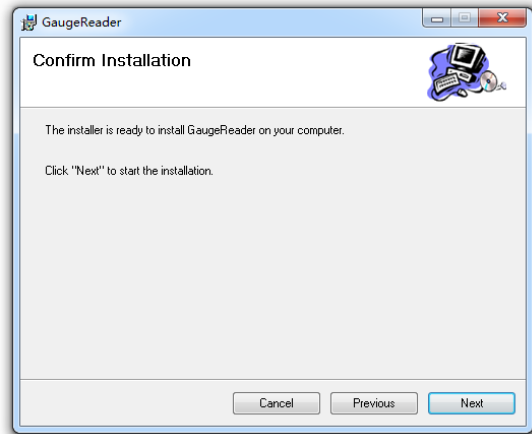 GaugeReader
Confirm Installation
The installer is ready to install GaugeReader on your computer.
Click "Next" to start the installation.
Cancel
Previous
Next